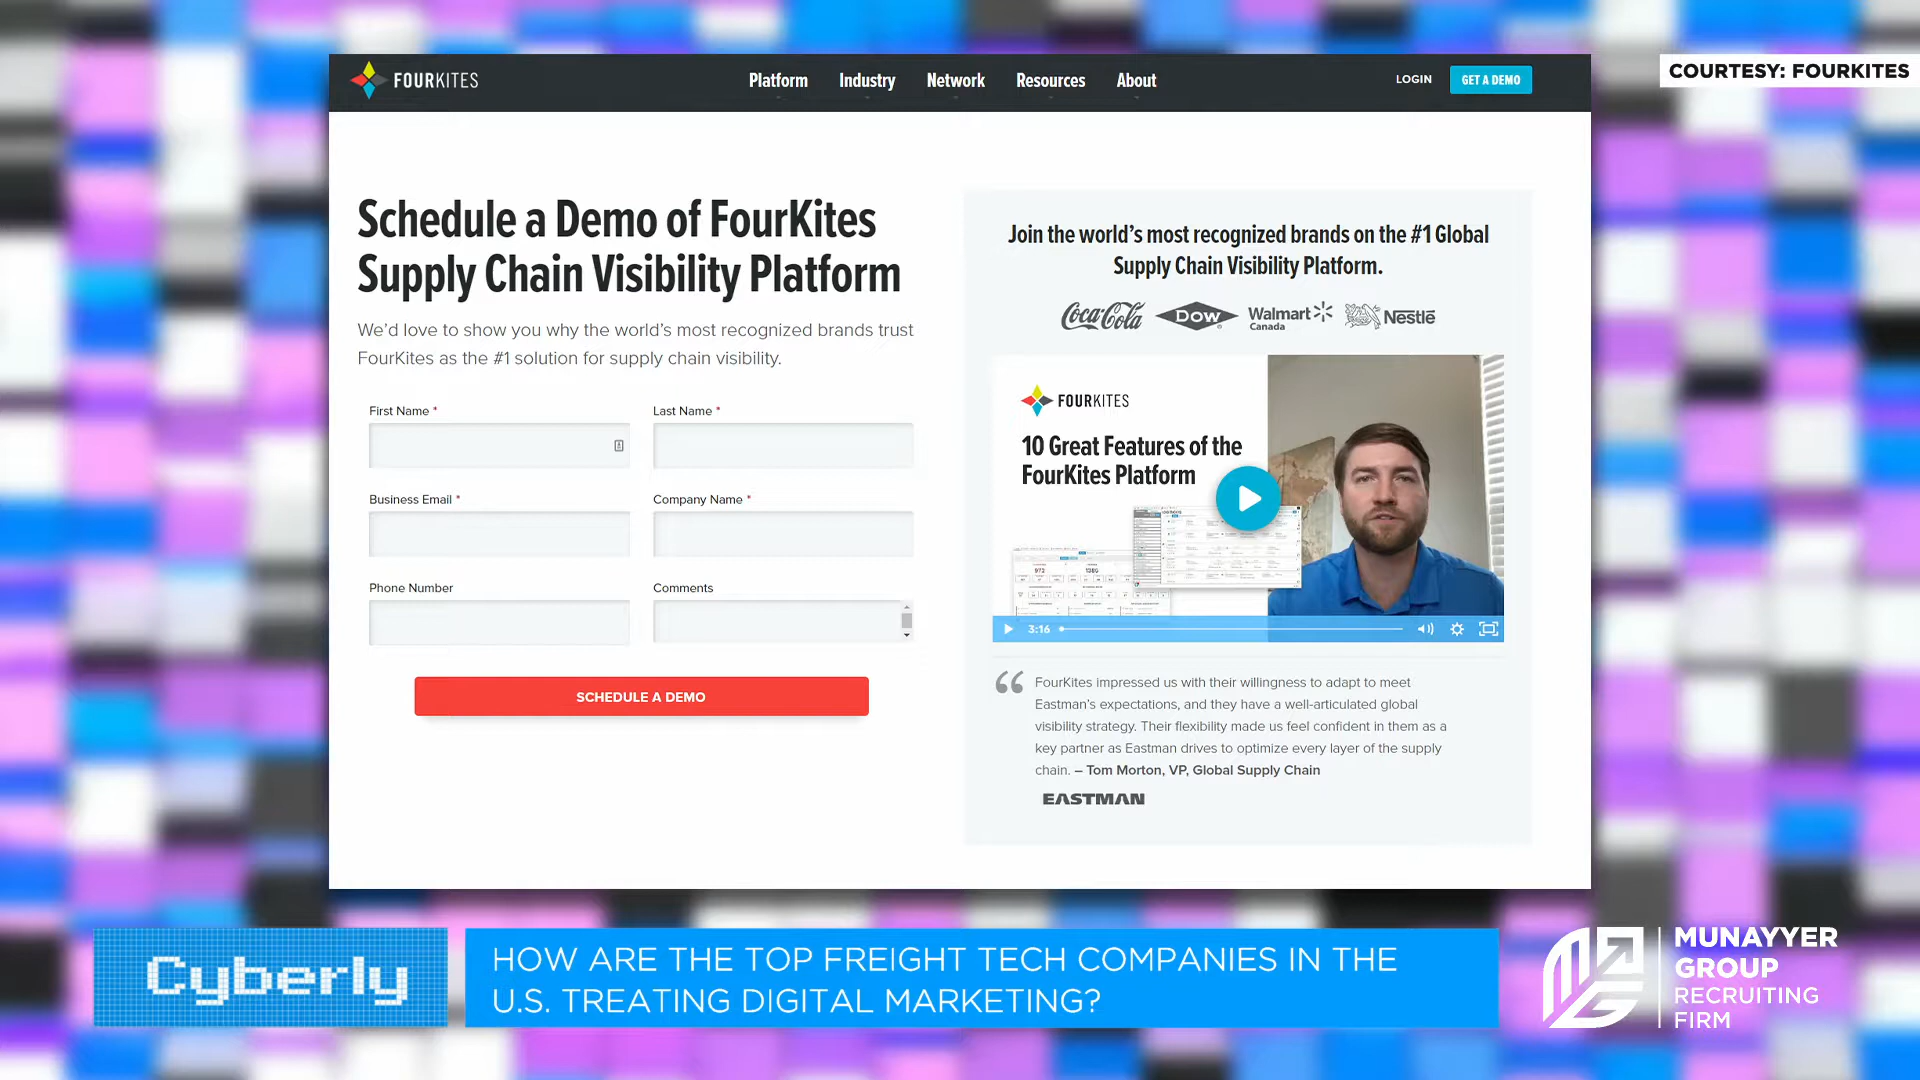 COURTESY: FOURKITES
FOURKITES
Platform
Industry
Network
Resources
About
LOGIN
GET A DEMO
Schedule a Demo of FourKites
Supply Chain Visibility Platform
We'd love to show you why the world's most recognized brands trust
FourKites as the #1 solution for supply chain visibility.
First Name *
Last Name *
Business Email *
Company Name *
Phone Number
Comments
SCHEDULE A DEMO
Join the world's most recognized brands on the #1 Global
Supply Chain Visibility Platform.
Coca-Cola
DOW
Walmart
Canada
Nestlé
FOURKITES
10 Great Features of the
FourKites Platform
3:16
“ FourKites impressed us with their willingness to adapt to meet
Eastman's expectations, and they have a well-articulated global
visibility strategy. Their flexibility made us feel confident in them as a
key partner as Eastman drives to optimize every layer of the supply
chain. – Tom Morton, VP, Global Supply Chain
EASTMAN
Cyberly
HOW ARE THE TOP FREIGHT TECH COMPANIES IN THE
U.S. TREATING DIGITAL MARKETING?
MUNAYYER
GROUP
RECRUITING
FIRM